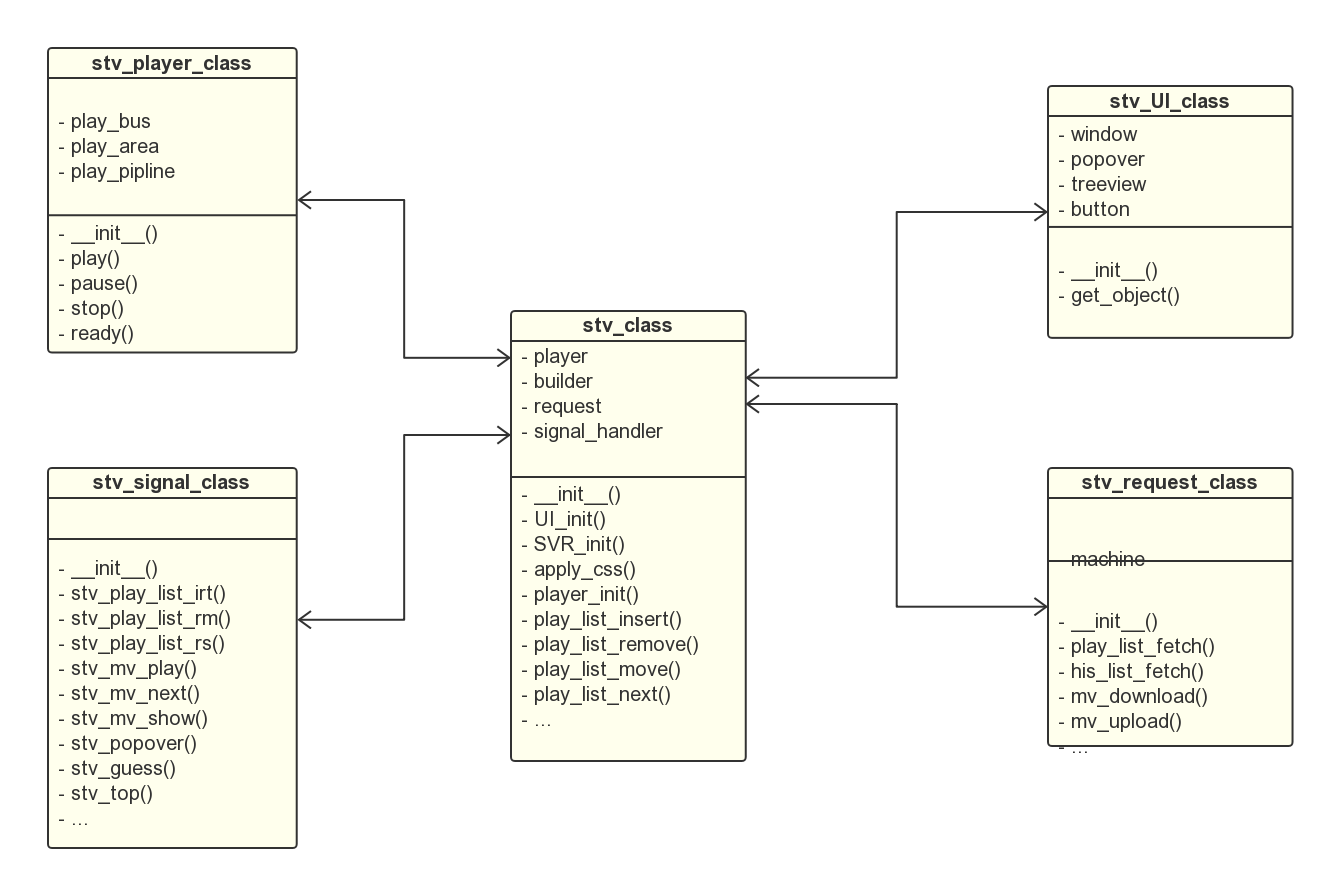 stv_player_class
- play_bus
- play_area
- play_pipline
- __init__()
- play()
- pause()
- stop()
- ready()
stv_UI_class
- window
- popover
- treeview
- button
- __init__()
- get_object()
stv_class
- player
- builder
- request
- signal_handler
- __init__()
- UI_init()
- SVR_init()
- apply_css()
- player_init()
- play_list_insert()
- play_list_remove()
- play_list_move()
- play_list_next()
- ...
stv_signal_class
- __init__()
- stv_play_list_irt()
- stv_play_list_rm()
- stv_play_list_rs()
- stv_mv_play()
- stv_mv_next()
- stv_mv_show()
- stv_popover()
- stv_guess()
- stv_top()
- ...
stv_request_class
- machine
- __init__()
- play_list_fetch()
- his_list_fetch()
- mv_download()
- mv_upload()
- ...